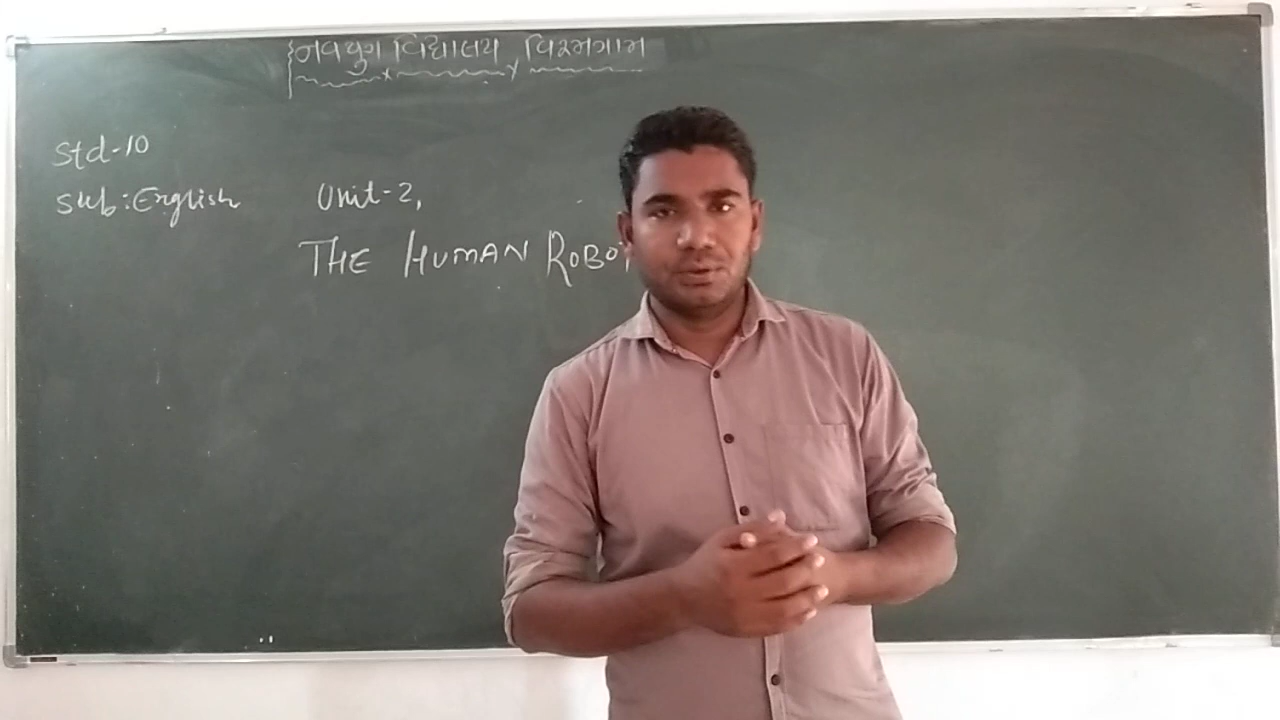 નવયુગ વિદ્યાલય, વિરમગામ
Std-10
Sub:English Unit-2,
THE HUMAN ROBOT